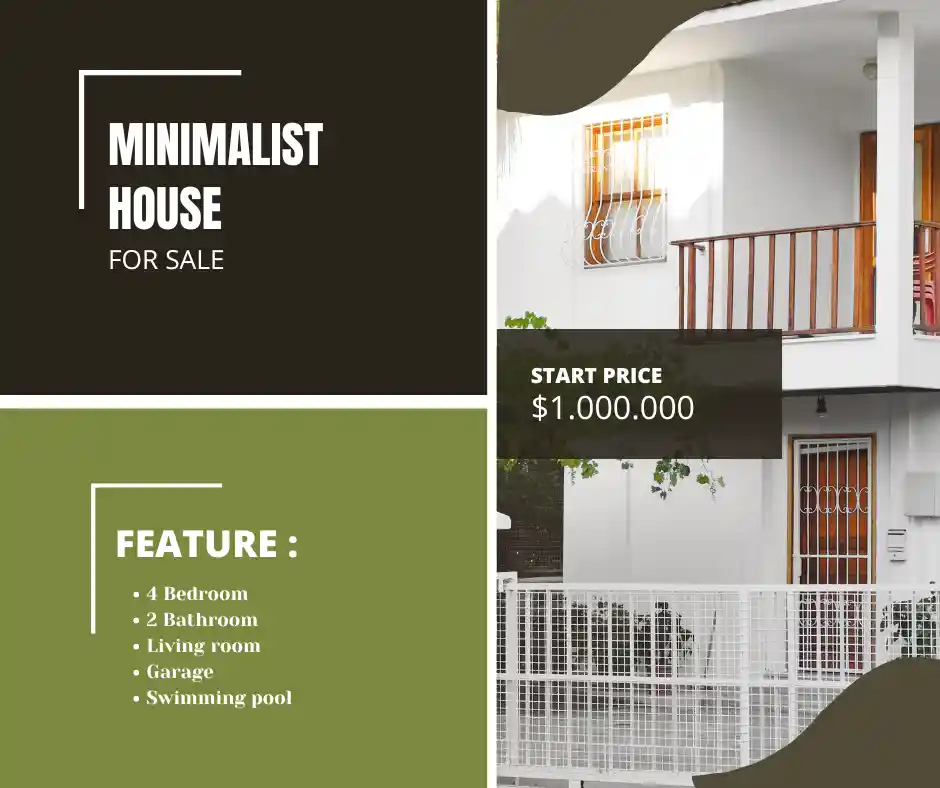 MINIMALIST
HOUSE
FOR SALE
START PRICE
$1.000.000
FEATURE :
• 4 Bedroom
• 2 Bathroom
• Living room
• Garage
• Swimming pool